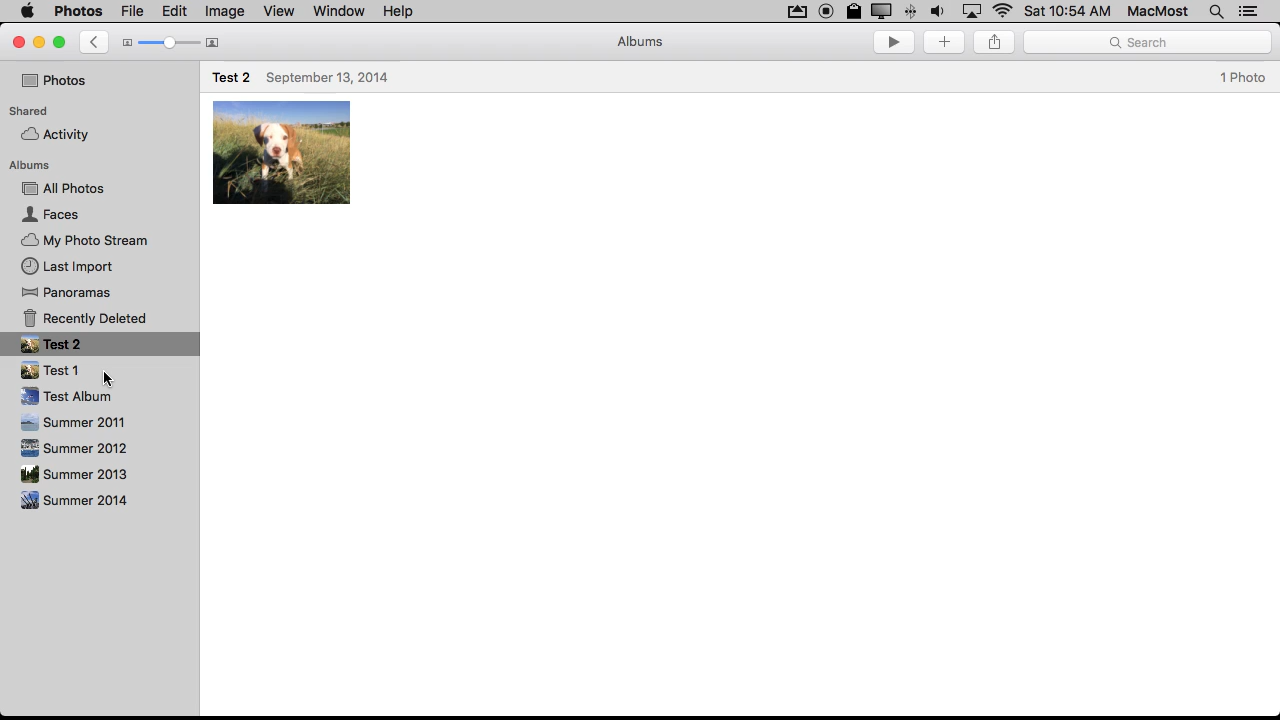 Photos File Edit Image View Window Help Sat 10:54 AM MacMost
Albums Search
Photos
Shared
Activity
Albums
All Photos
Faces
My Photo Stream
Last Import
Panoramas
Recently Deleted
Test 2
Test 1
Test Album
Summer 2011
Summer 2012
Summer 2013
Summer 2014
Test 2 September 13, 2014 1 Photo